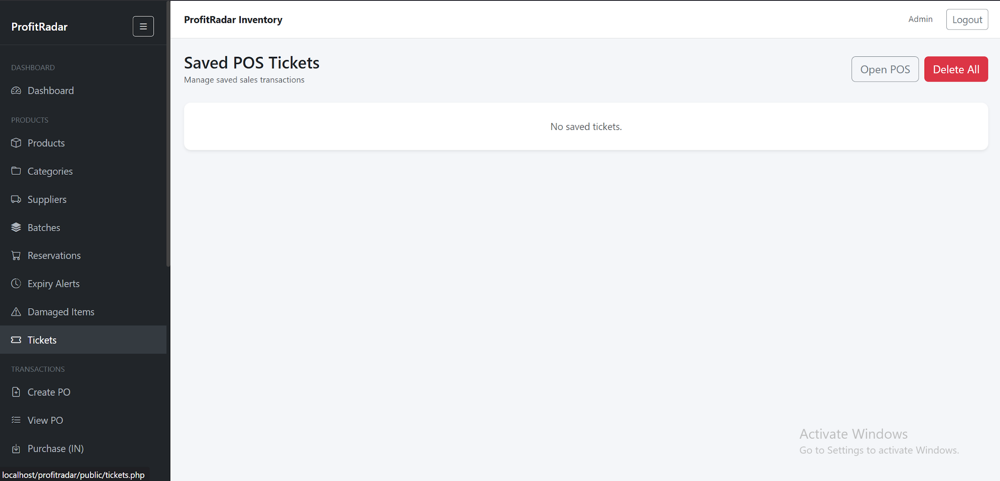 ProfitRadar
DASHBOARD
Dashboard
PRODUCTS
Products
Categories
Suppliers
Batches
Reservations
Expiry Alerts
Damaged Items
Tickets
TRANSACTIONS
Create PO
View PO
Purchase (IN)
localhost/profitradar/public/tickets.php
ProfitRadar Inventory
Admin
Logout
Saved POS Tickets
Manage saved sales transactions
Open POS
Delete All
No saved tickets.
Activate Windows
Go to Settings to activate Windows.